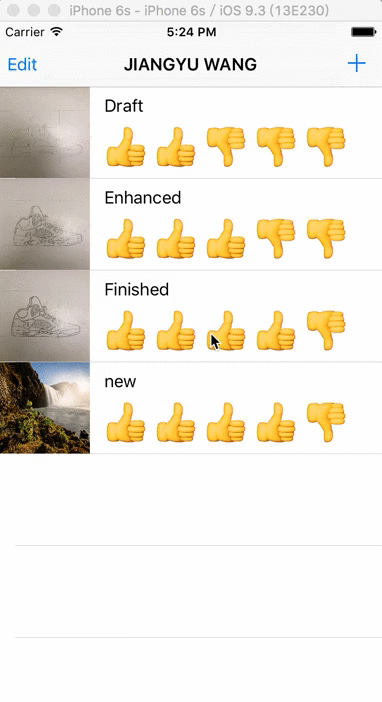 iPhone 6s - iPhone 6s / iOS 9.3 (13E230)
Carrier 5:24 PM
Edit JIANGYU WANG +
Draft
Enhanced
Finished
new